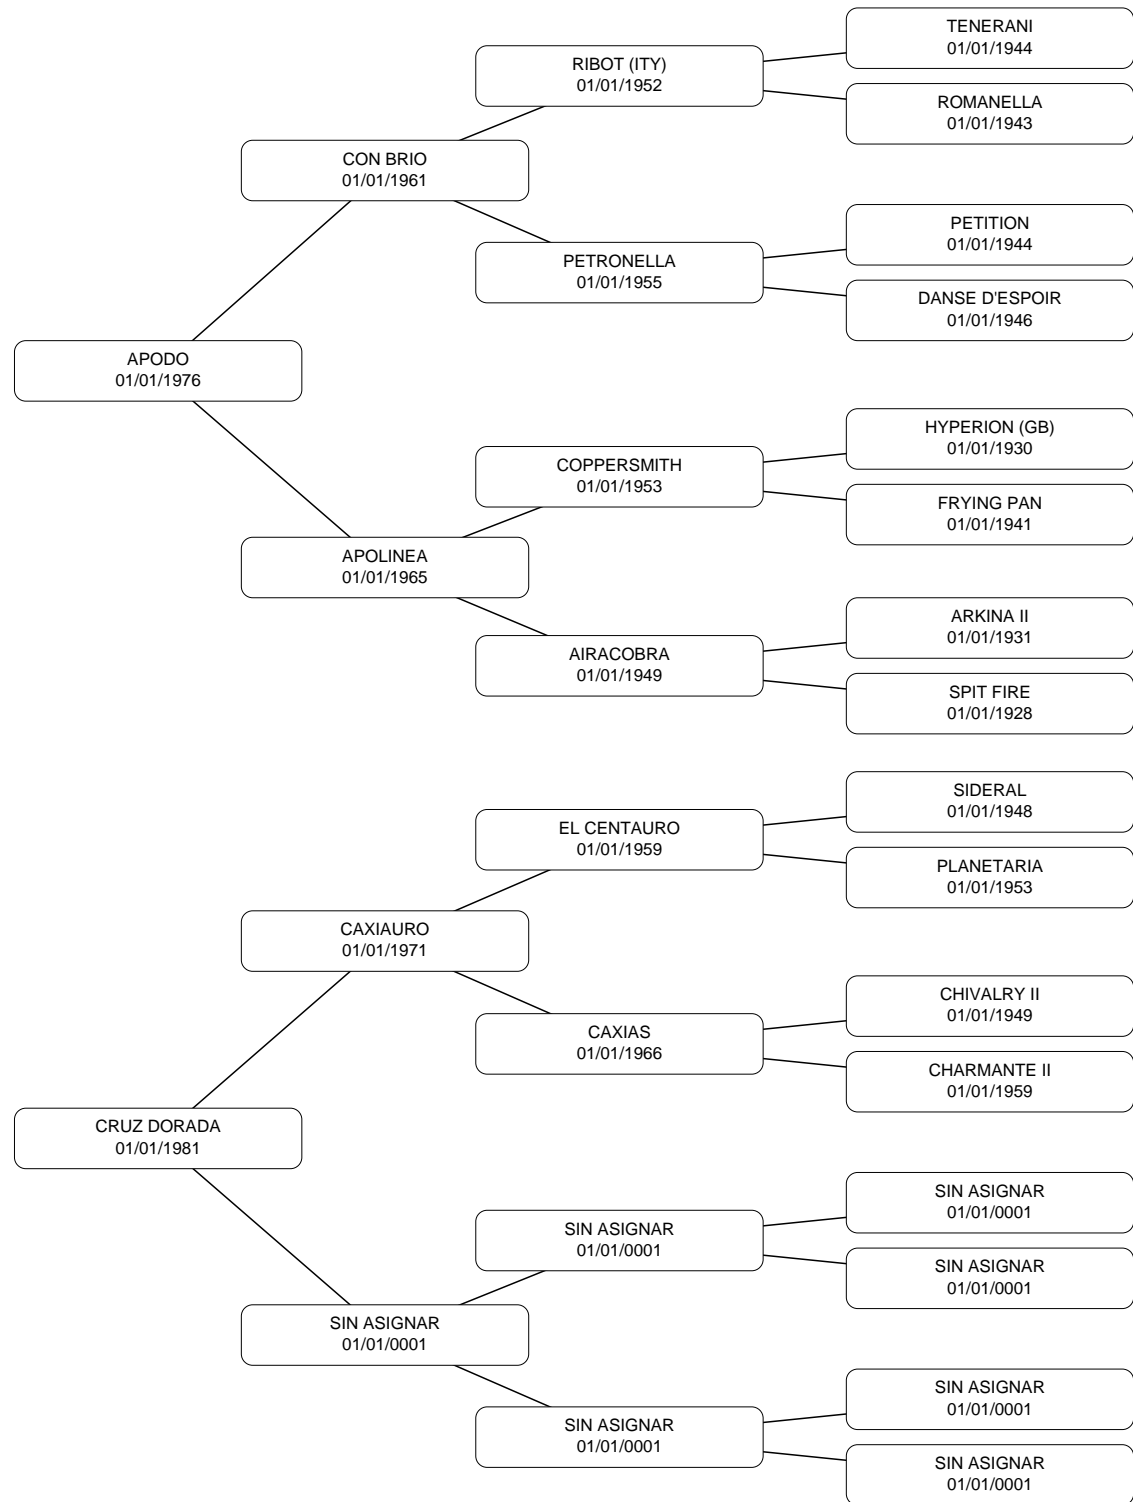 TENERANI
01/01/1944
RIBOT (ITY)
01/01/1952
ROMANELLA
01/01/1943
CON BRIO
01/01/1961
PETITION
01/01/1944
PETRONELLA
01/01/1955
DANSE D'ESPOIR
01/01/1946
APODO
01/01/1976
HYPERION (GB)
01/01/1930
COPPERSMITH
01/01/1953
FRYING PAN
01/01/1941
APOLINEA
01/01/1965
ARKINA II
01/01/1931
AIRACOBRA
01/01/1949
SPIT FIRE
01/01/1928
SIDERAL
01/01/1948
EL CENTAURO
01/01/1959
PLANETARIA
01/01/1953
CAXIAURO
01/01/1971
CHIVALRY II
01/01/1949
CAXIAS
01/01/1966
CHARMANTE II
01/01/1959
CRUZ DORADA
01/01/1981
SIN ASIGNAR
01/01/0001
SIN ASIGNAR
01/01/0001
SIN ASIGNAR
01/01/0001
SIN ASIGNAR
01/01/0001
SIN ASIGNAR
01/01/0001
SIN ASIGNAR
01/01/0001
SIN ASIGNAR
01/01/0001